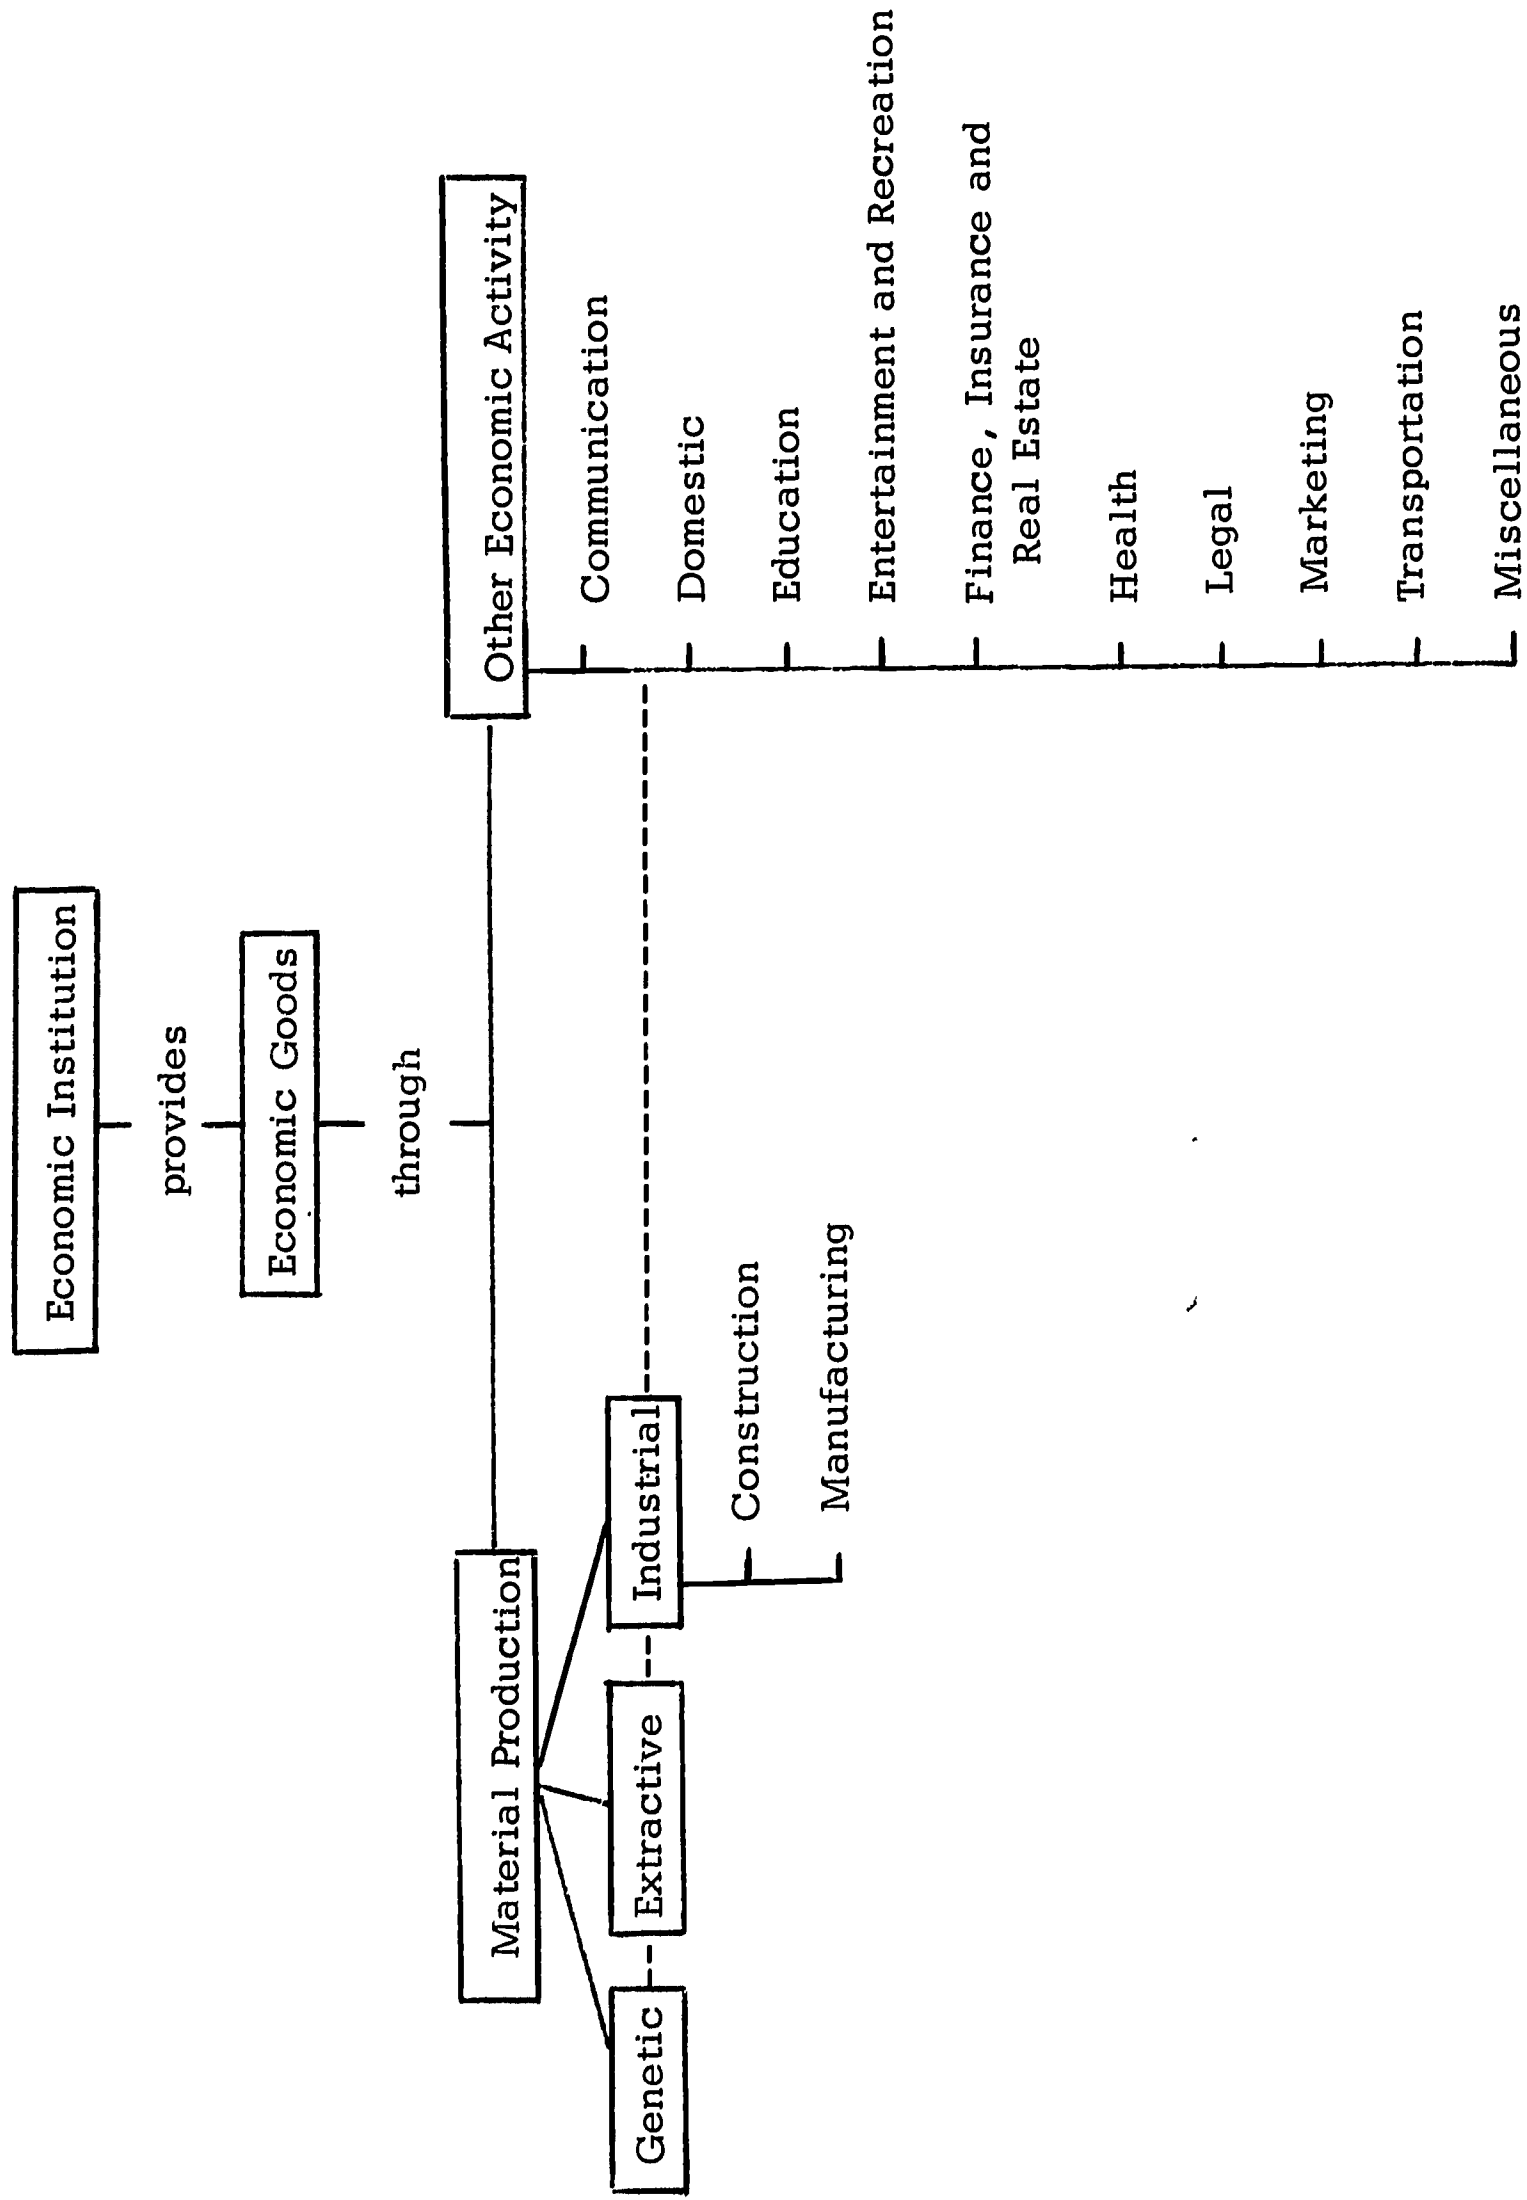 Economic Institution
provides
Economic Goods
through
Material Production
Other Economic Activity
Genetic
Extractive
Industrial
Construction
Manufacturing
Communication
Domestic
Education
Entertainment and Recreation
Finance, Insurance and
Real Estate
Health
Legal
Marketing
Transportation
Miscellaneous